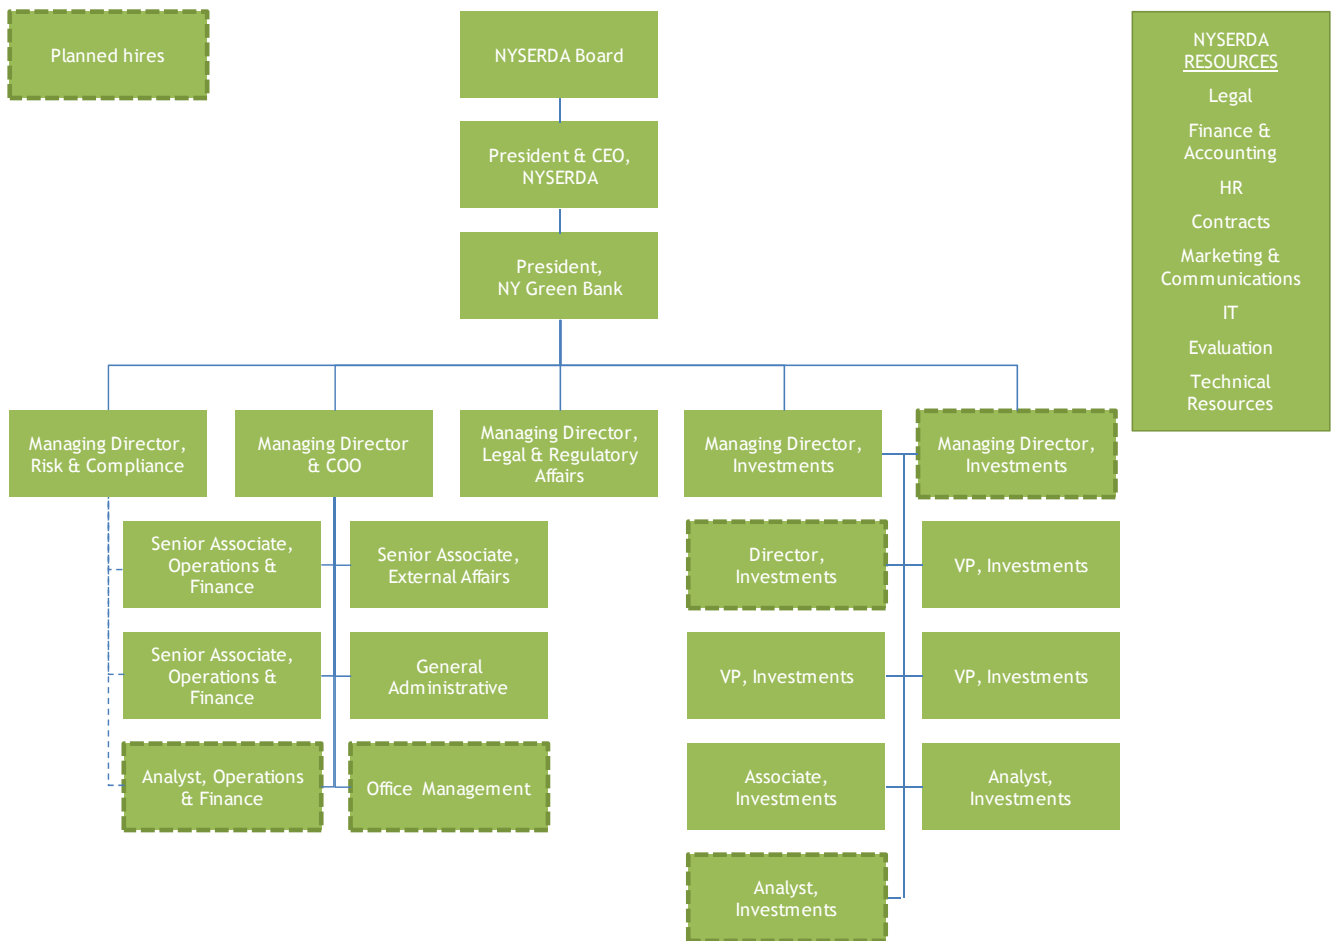 Planned hires
NYSERDA Board
President & CEO,
NYSERDA
President,
NY Green Bank
NYSERDA
RESOURCES
Legal
Finance &
Accounting
HR
Contracts
Marketing &
Communications
IT
Evaluation
Technical
Resources
Managing Director,
Risk & Compliance
Managing Director
& COO
Managing Director,
Legal & Regulatory
Affairs
Managing Director,
Investments
Managing Director,
Investments
Senior Associate,
Operations &
Finance
Senior Associate,
External Affairs
Director,
Investments
VP, Investments
Senior Associate,
Operations &
Finance
General
Administrative
VP, Investments
VP, Investments
Analyst, Operations
& Finance
Office Management
Associate,
Investments
Analyst,
Investments
Analyst,
Investments